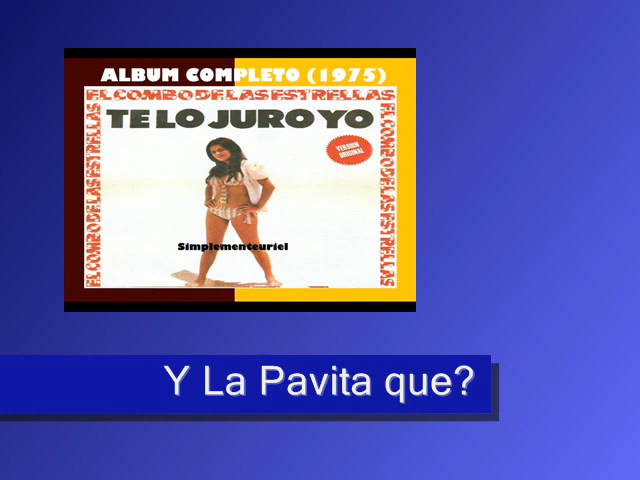 ALBUM COMPLETO (1975)
EL COMBO DE LAS ESTRELLAS
EL COMBO DE LAS ESTRELLAS
EL COMBO DE LAS ESTRELLAS
TE LO JURO YO
VERSION
ORIGINAL
Simplementeuriel
Y La Pavita que?